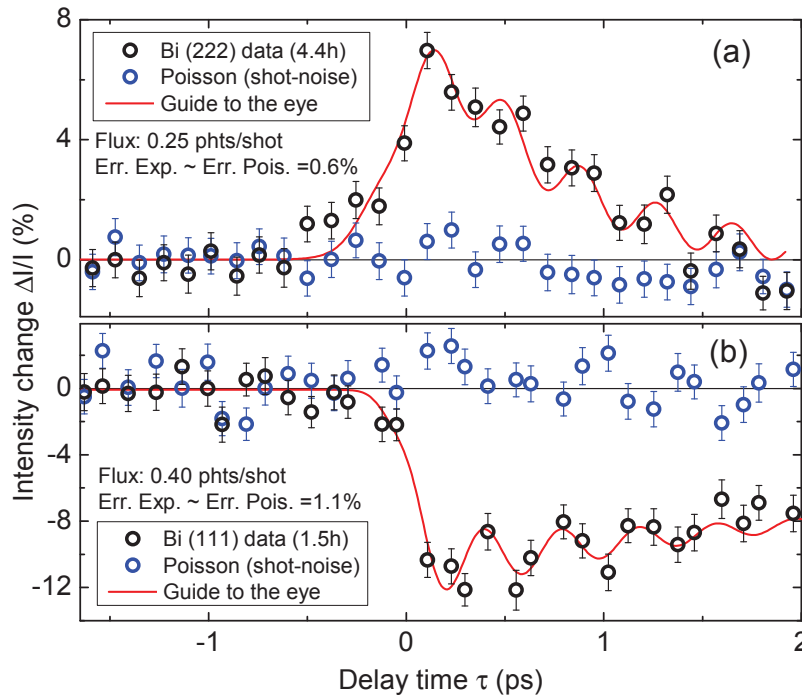 8
4
0
Intensity change ΔI/I (%)
(a)
Bi (222) data (4.4h)
Poisson (shot-noise)
Guide to the eye
Flux: 0.25 phts/shot
Err. Exp. ~ Err. Pois. =0.6%
4
0
-4
-8
-12
(b)
Flux: 0.40 phts/shot
Err. Exp. ~ Err. Pois. =1.1%
Bi (111) data (1.5h)
Poisson (shot-noise)
Guide to the eye
-1 0 1 2
Delay time τ (ps)